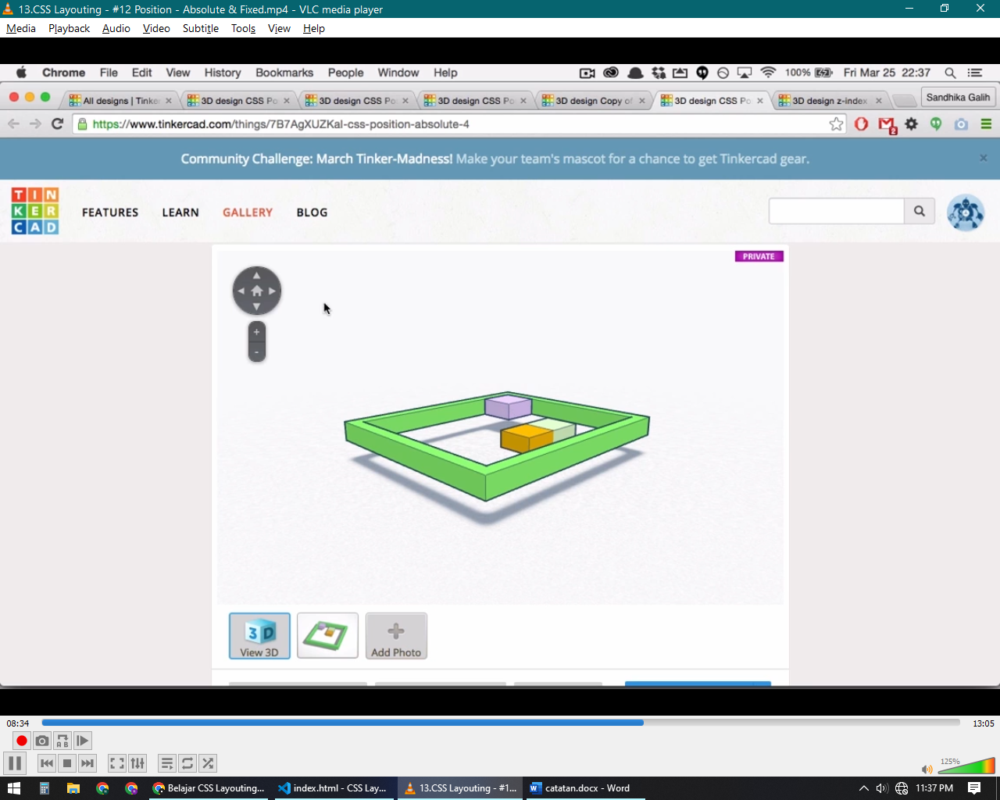 13.CSS Layouting - #12 Position - Absolute & Fixed.mp4 - VLC media player
Media Playback Audio Video Subtitle Tools View Help
Chrome File Edit View History Bookmarks People Window Help 100% Fri Mar 25 22:37
All designs | Tinke × 3D design CSS Po × 3D design CSS Po × 3D design CSS Po × 3D design Copy of × 3D design CSS Po × 3D design z-index × Sandhika Galih
https://www.tinkercad.com/things/7B7AgXUZKal-css-position-absolute-4 2
Community Challenge: March Tinker-Madness! Make your team's mascot for a chance to get Tinkercad gear. ×
TIN
KER
CAD
FEATURES LEARN GALLERY BLOG
PRIVATE
+
-
3D
View 3D
Add Photo
08:34 13:05
A B
125%
Belajar CSS Layouting... index.html - CSS Lay... 13.CSS Layouting - #1... catatan.docx - Word 11:37 PM